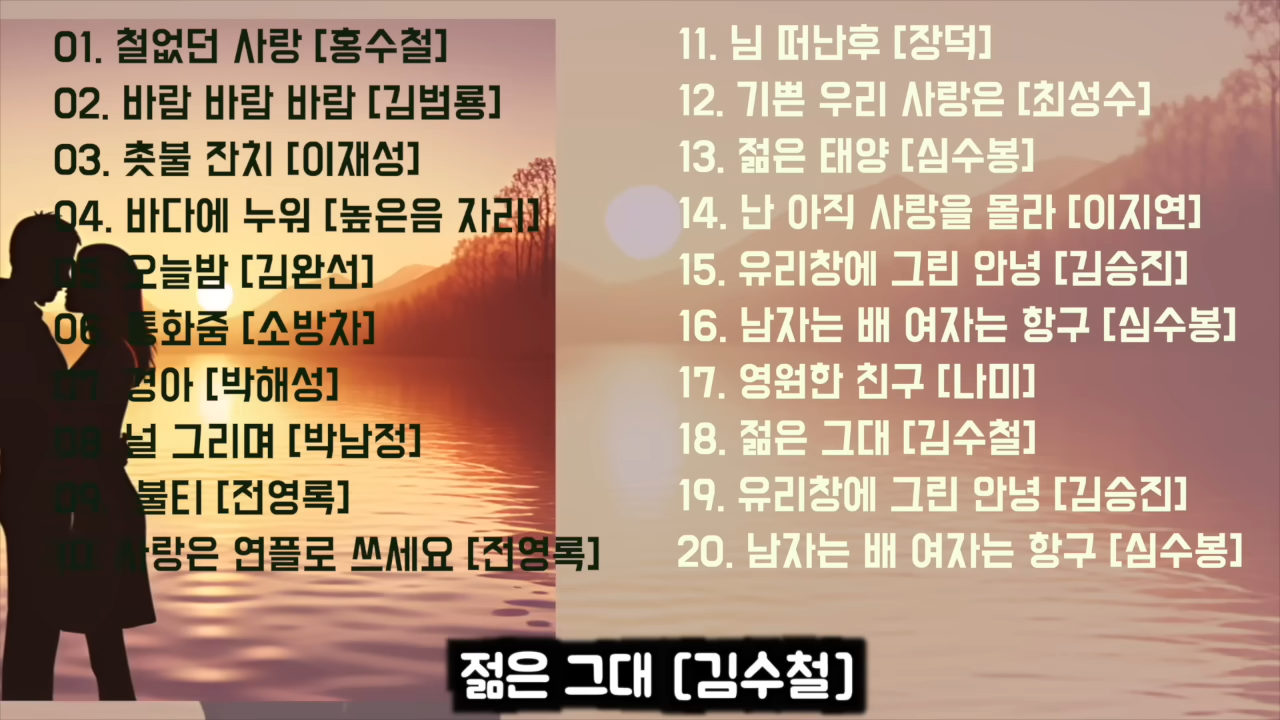 01. 철없던 사랑 [홍수철]
02. 바람 바람 바람 [김범룡]
03. 촛불 잔치 [이재성]
04. 바다에 누워 [높은음 자리]
05. 오늘밤 [김완선]
06. 통화중 [소방차]
07. 경아 [박해성]
08. 널 그리며 [박남정]
09. 불티 [전영록]
10. 사랑은 연플로 쓰세요 [전영록]
11. 님 떠난후 [장덕]
12. 기쁜 우리 사랑은 [최성수]
13. 젊은 태양 [심수봉]
14. 난 아직 사랑을 몰라 [이지연]
15. 유리창에 그린 안녕 [김승진]
16. 남자는 배 여자는 항구 [심수봉]
17. 영원한 친구 [나미]
18. 젊은 그대 [김수철]
19. 유리창에 그린 안녕 [김승진]
20. 남자는 배 여자는 항구 [심수봉]
젊은 그대 [김수철]